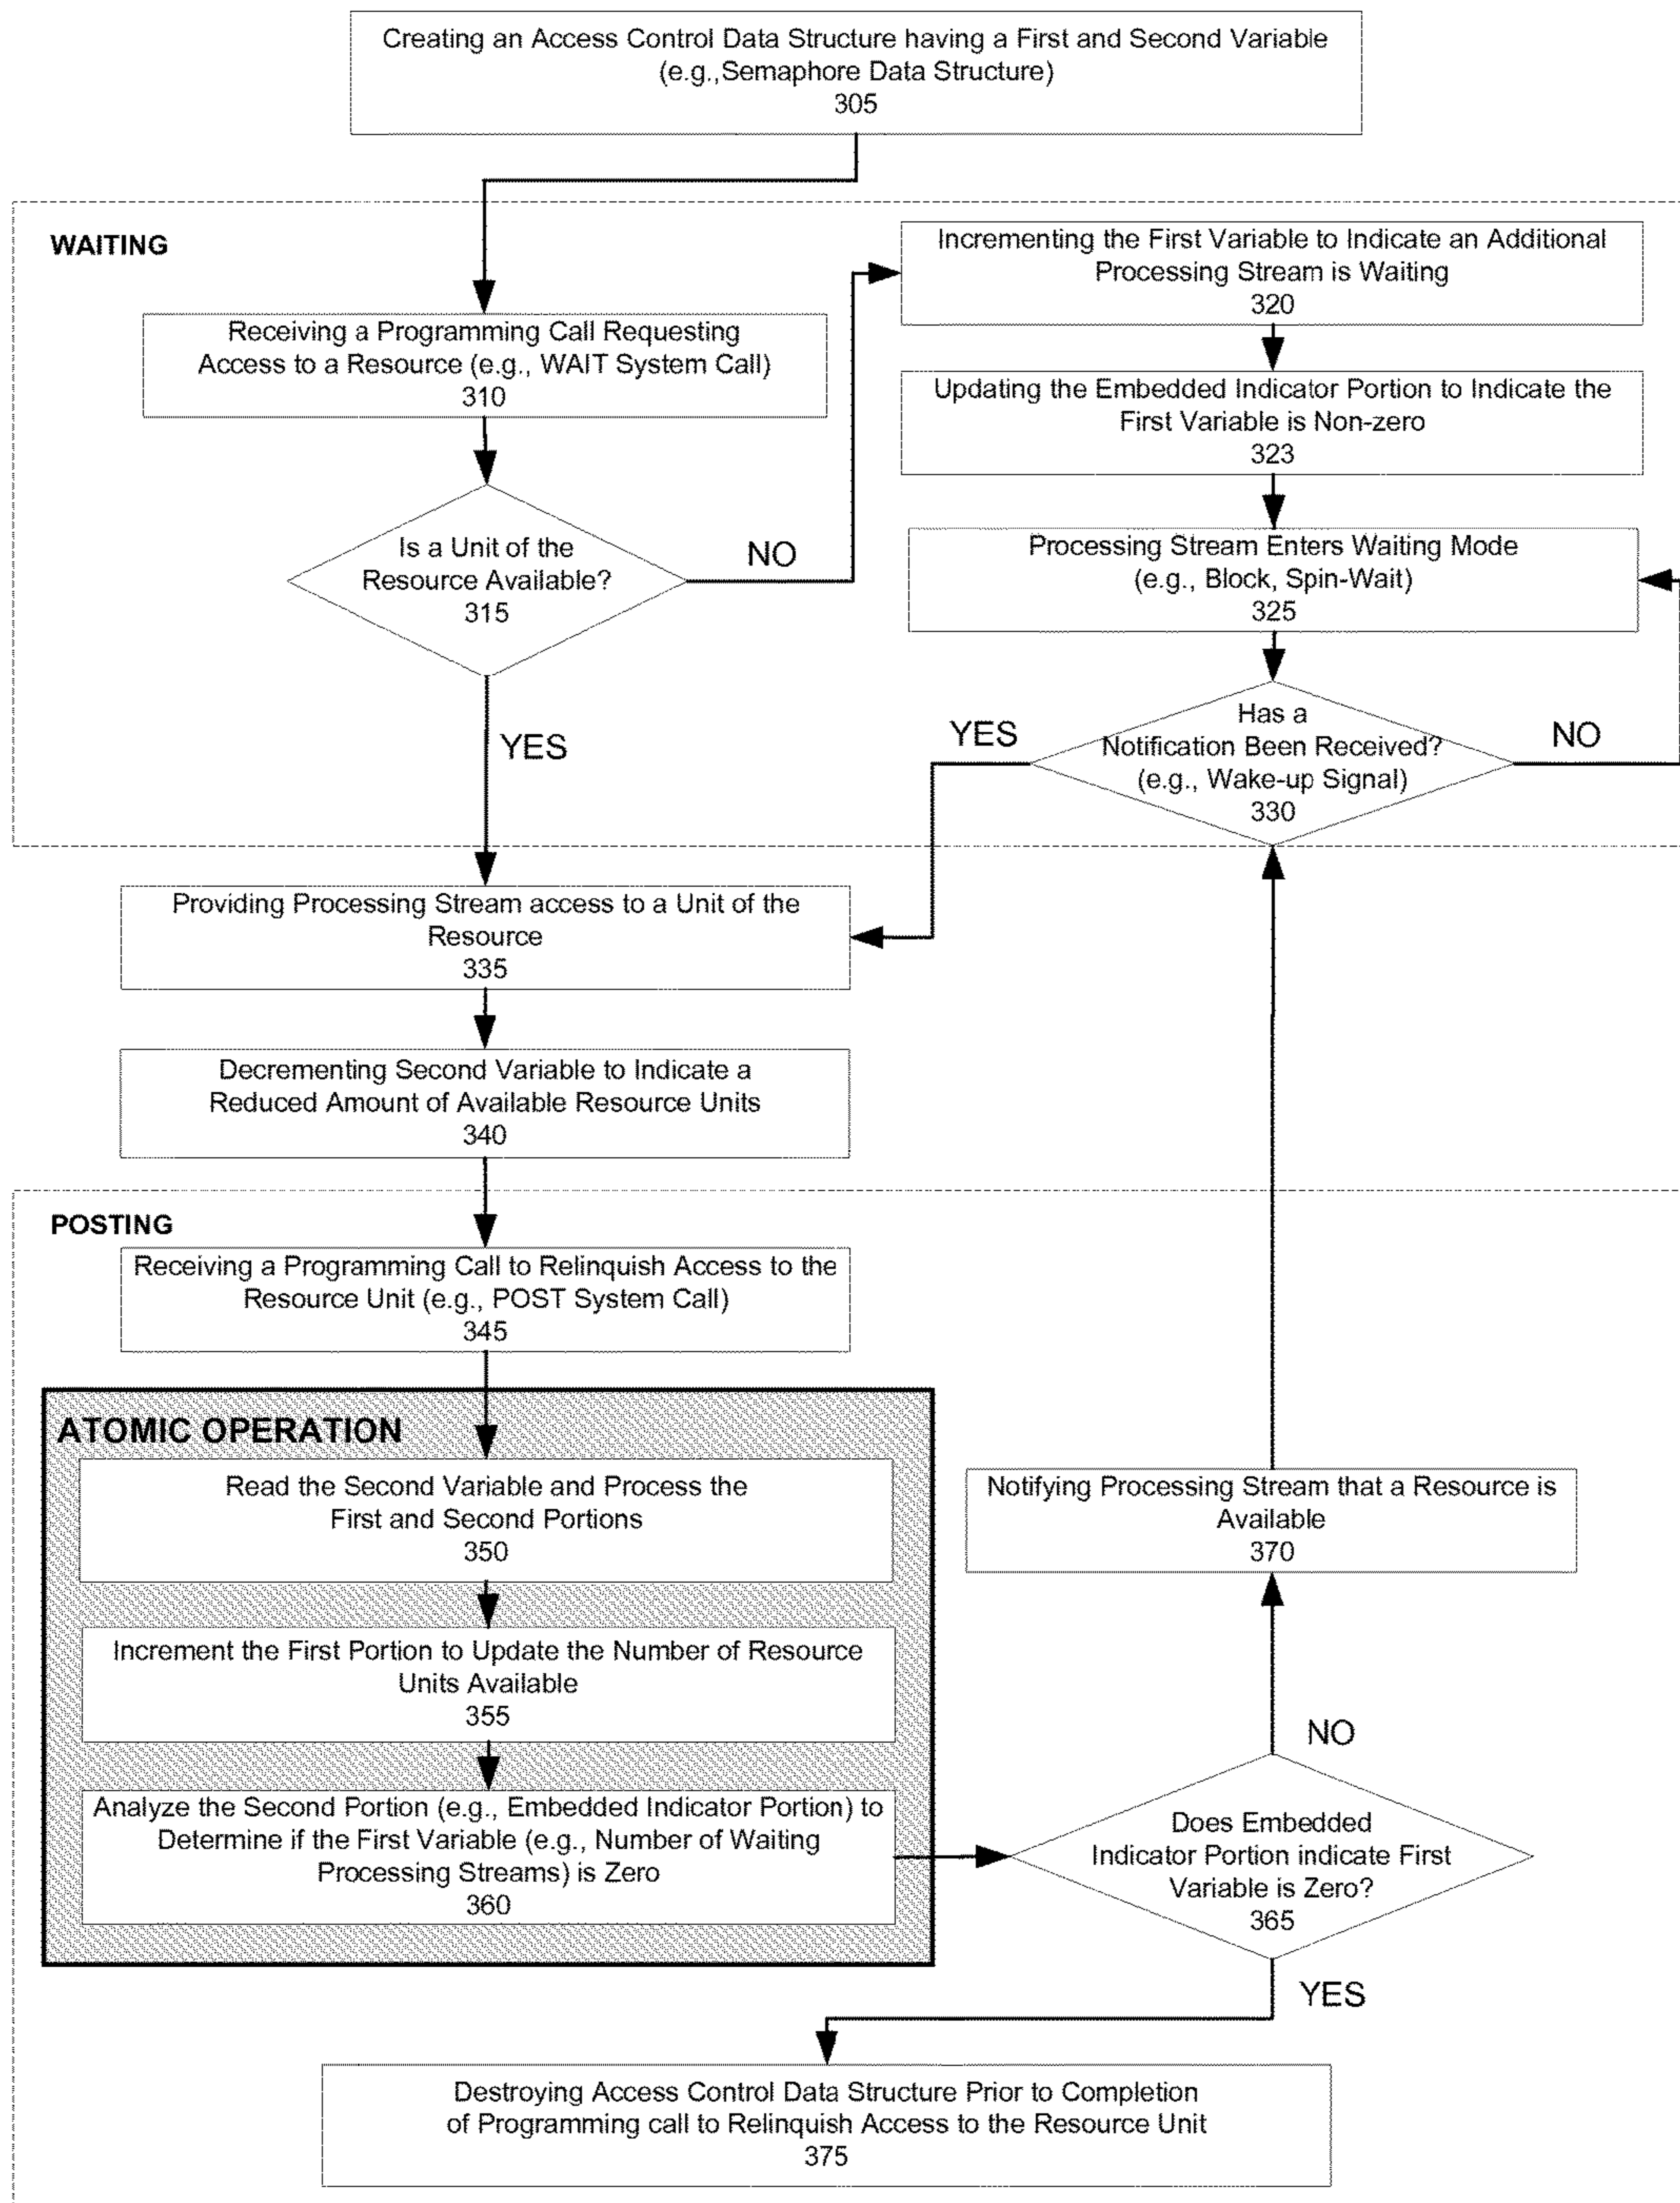 Creating an Access Control Data Structure having a First and Second Variable
(e.g.,Semaphore Data Structure)
305
WAITING
Receiving a Programming Call Requesting
Access to a Resource (e.g., WAIT System Call)
310
Is a Unit of the
Resource Available?
315
NO
YES
Incrementing the First Variable to Indicate an Additional
Processing Stream is Waiting
320
Updating the Embedded Indicator Portion to Indicate the
First Variable is Non-zero
323
Processing Stream Enters Waiting Mode
(e.g., Block, Spin-Wait)
325
Has a
Notification Been Received?
(e.g., Wake-up Signal)
330
YES
NO
Providing Processing Stream access to a Unit of the
Resource
335
Decrementing Second Variable to Indicate a
Reduced Amount of Available Resource Units
340
POSTING
Receiving a Programming Call to Relinquish Access to the
Resource Unit (e.g., POST System Call)
345
ATOMIC OPERATION
Read the Second Variable and Process the
First and Second Portions
350
Increment the First Portion to Update the Number of Resource
Units Available
355
Analyze the Second Portion (e.g., Embedded Indicator Portion) to
Determine if the First Variable (e.g., Number of Waiting
Processing Streams) is Zero
360
Notifying Processing Stream that a Resource is
Available
370
NO
Does Embedded
Indicator Portion indicate First
Variable is Zero?
365
YES
Destroying Access Control Data Structure Prior to Completion
of Programming call to Relinquish Access to the Resource Unit
375